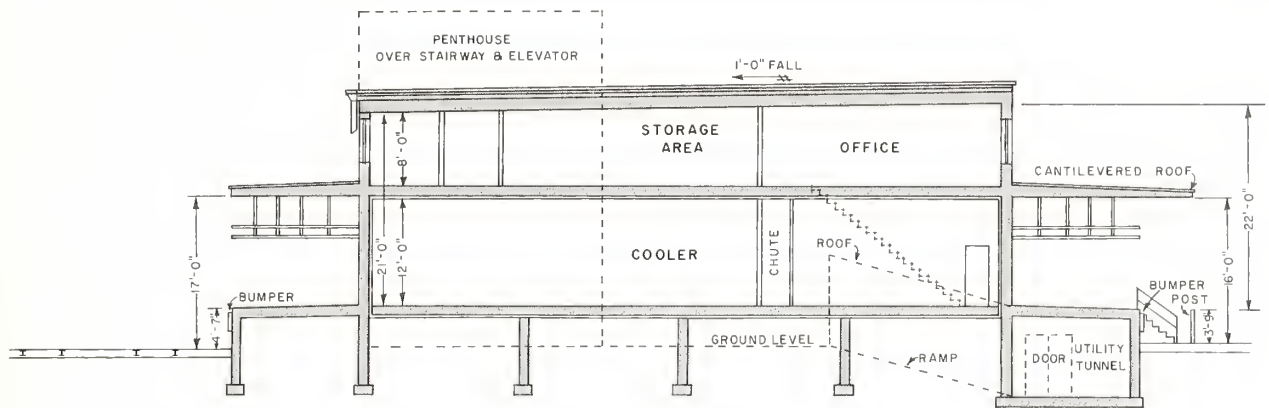 PENTHOUSE
OVER STAIRWAY & ELEVATOR
1'-0" FALL
STORAGE
AREA
OFFICE
8'-0"
CANTILEVERED ROOF
22'-0"
17'-0"
21'-0"
12'-0"
COOLER
CHUTE
ROOF
16'-0"
BUMPER
BUMPER
POST
4'-7"
3'-9"
GROUND LEVEL
RAMP
DOOR
UTILITY
TUNNEL